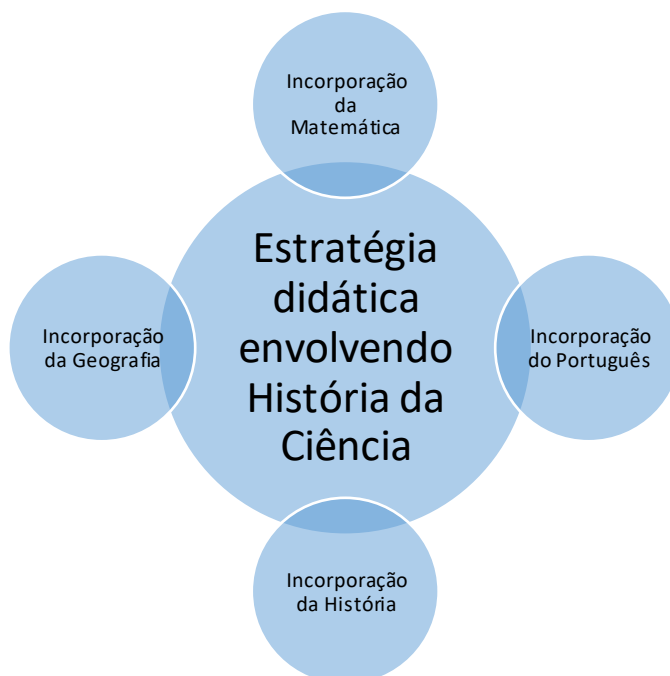 Incorporação
da
Matemática
Estratégia
didática
envolvendo
História da
Ciência
Incorporação
da Geografia
Incorporação
do Português
Incorporação
da História